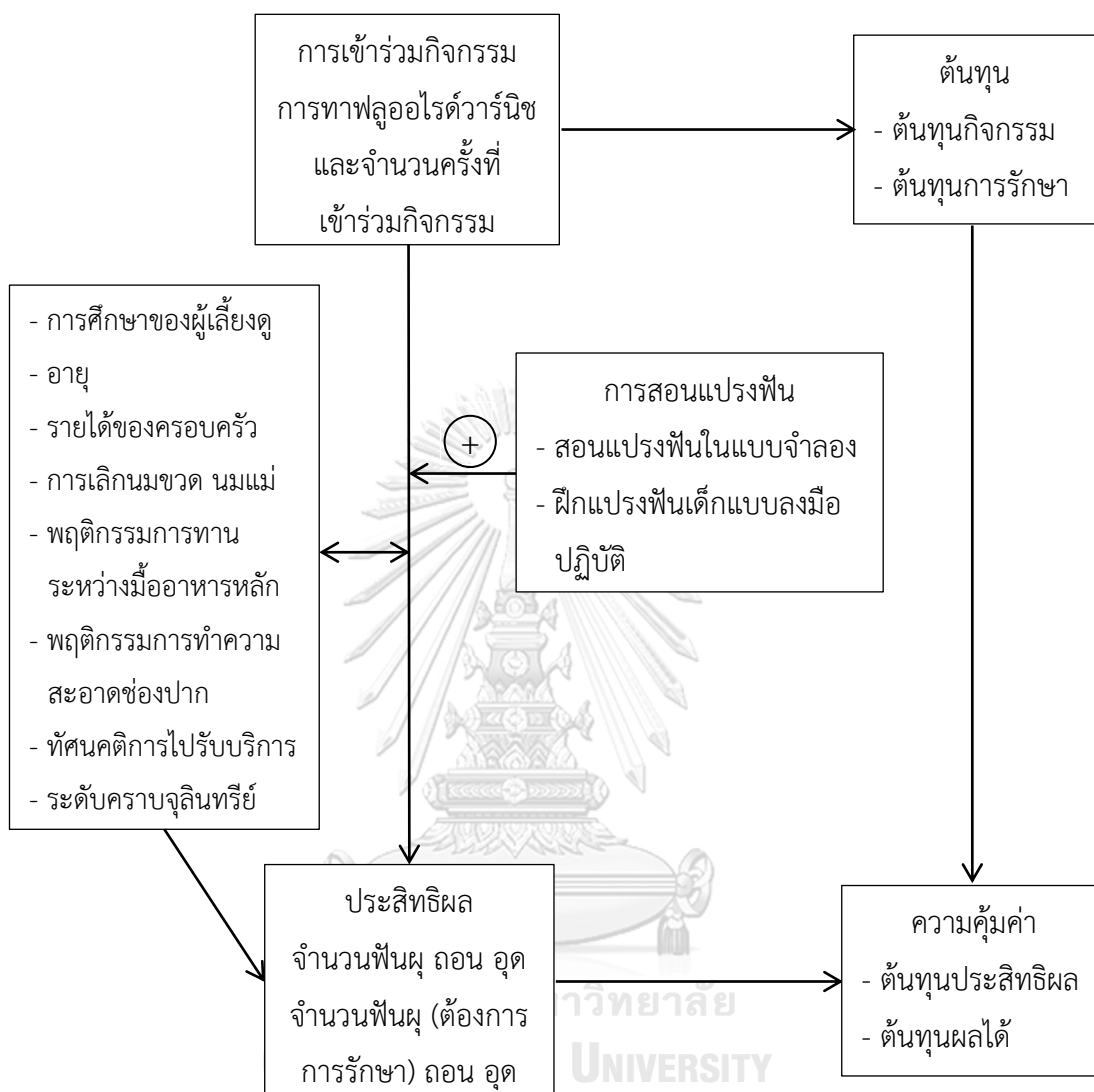 การเข้าร่วมกิจกรรม
การทาฟลูออไรด์วาร์นิช
และจำนวนครั้งที่
เข้าร่วมกิจกรรม
ต้นทุน
- ต้นทุนกิจกรรม
- ต้นทุนการรักษา
- การศึกษาของผู้เลี้ยงดู
- อายุ
- รายได้ของครอบครัว
- การเลิกนมขวด นมแม่
- พฤติกรรมการทาน
ระหว่างมื้ออาหารหลัก
- พฤติกรรมการทำความ
สะอาดช่องปาก
- ทัศนคติการไปรับบริการ
- ระดับคราบจุลินทรีย์
+
การสอนแปรงฟัน
- สอนแปรงฟันในแบบจำลอง
- ฝึกแปรงฟันเด็กแบบลงมือ
ปฏิบัติ
ประสิทธิผล
จำนวนฟันผุ ถอน อุด
จำนวนฟันผุ (ต้องการ
การรักษา) ถอน อุด
ความคุ้มค่า
- ต้นทุนประสิทธิผล
- ต้นทุนผลได้
าวิทยาลัย
UNIVERSITY